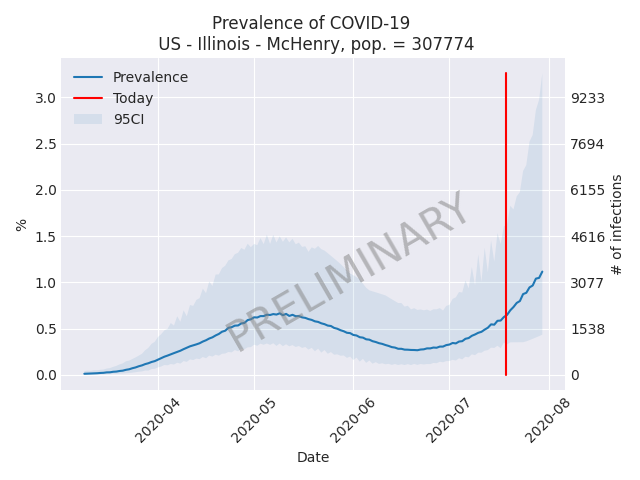 Prevalence of COVID-19
US - Illinois - McHenry, pop. = 307774
Prevalence
Today
95CI
PRELIMINARY
%
3.0
2.5
2.0
1.5
1.0
0.5
0.0
9233
7694
6155
4616
3077
1538
0
# of infections
2020-04
2020-05
2020-06
2020-07
2020-08
Date